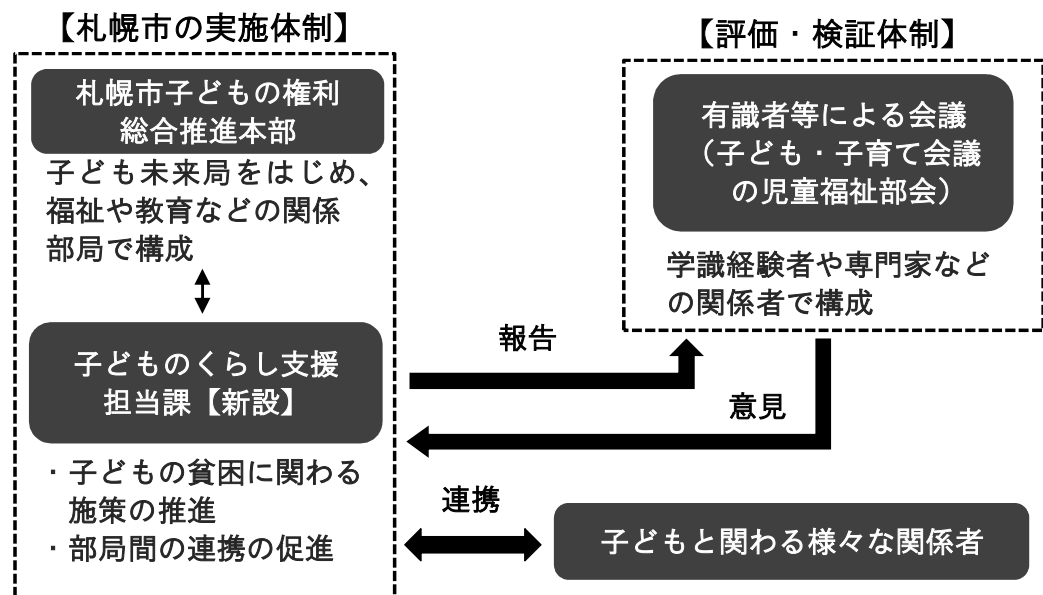 【札幌市の実施体制】
札幌市子どもの権利
総合推進本部
子ども未来局をはじめ、
福祉や教育などの関係
部局で構成
子どものくらし支援
担当課【新設】
・子どもの貧困に関わる
施策の推進
・部局間の連携の促進
【評価・検証体制】
有識者等による会議
（子ども・子育て会議
の児童福祉部会）
学識経験者や専門家など
の関係者で構成
報告
意見
連携
子どもと関わる様々な関係者